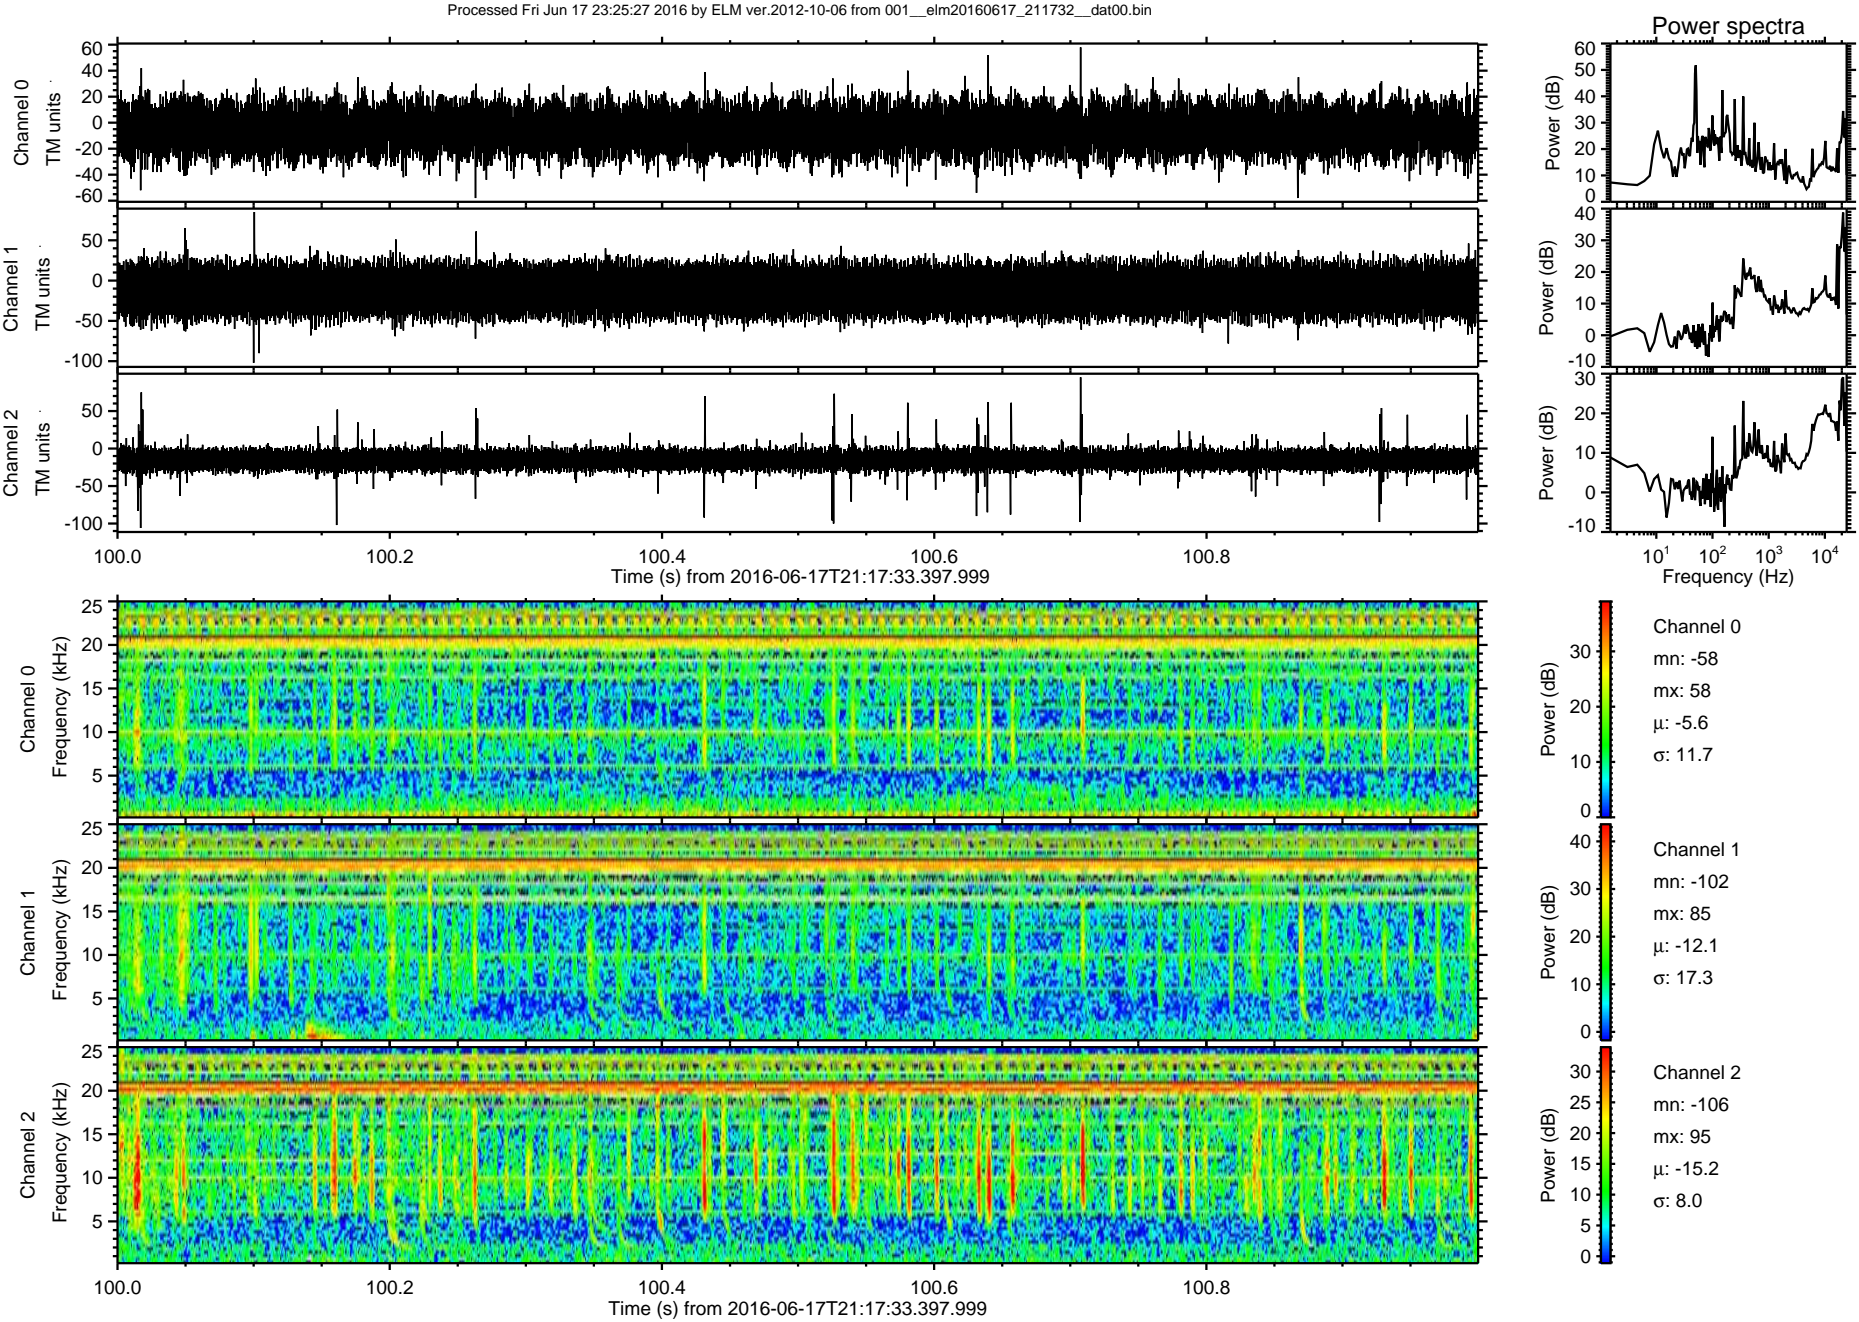 Processed Fri Jun 17 23:25:27 2016 by ELM ver.2012-10-06 from 001__elm20160617_211732__dat00.bin
Power spectra
Channel 0
TM units
60
40
20
0
-20
-40
-60
Power (dB)
60
50
40
30
20
10
0
Channel 1
TM units
50
0
-50
-100
Power (dB)
40
30
20
10
0
-10
Channel 2
TM units
50
0
-50
-100
Power (dB)
30
20
10
0
-10
100.0 100.2 100.4 100.6 100.8
Time (s) from 2016-06-17T21:17:33.397.999
10¹ 10² 10³ 10⁴
Frequency (Hz)
Channel 0
Frequency (kHz)
25
20
15
10
5
Power (dB)
30
20
10
0
Channel 0
mn: -58
mx: 58
µ: -5.6
σ: 11.7
Channel 1
Frequency (kHz)
25
20
15
10
5
Power (dB)
40
30
20
10
0
Channel 1
mn: -102
mx: 85
µ: -12.1
σ: 17.3
Channel 2
Frequency (kHz)
25
20
15
10
5
Power (dB)
30
25
20
15
10
5
0
Channel 2
mn: -106
mx: 95
µ: -15.2
σ: 8.0
100.0 100.2 100.4 100.6 100.8
Time (s) from 2016-06-17T21:17:33.397.999